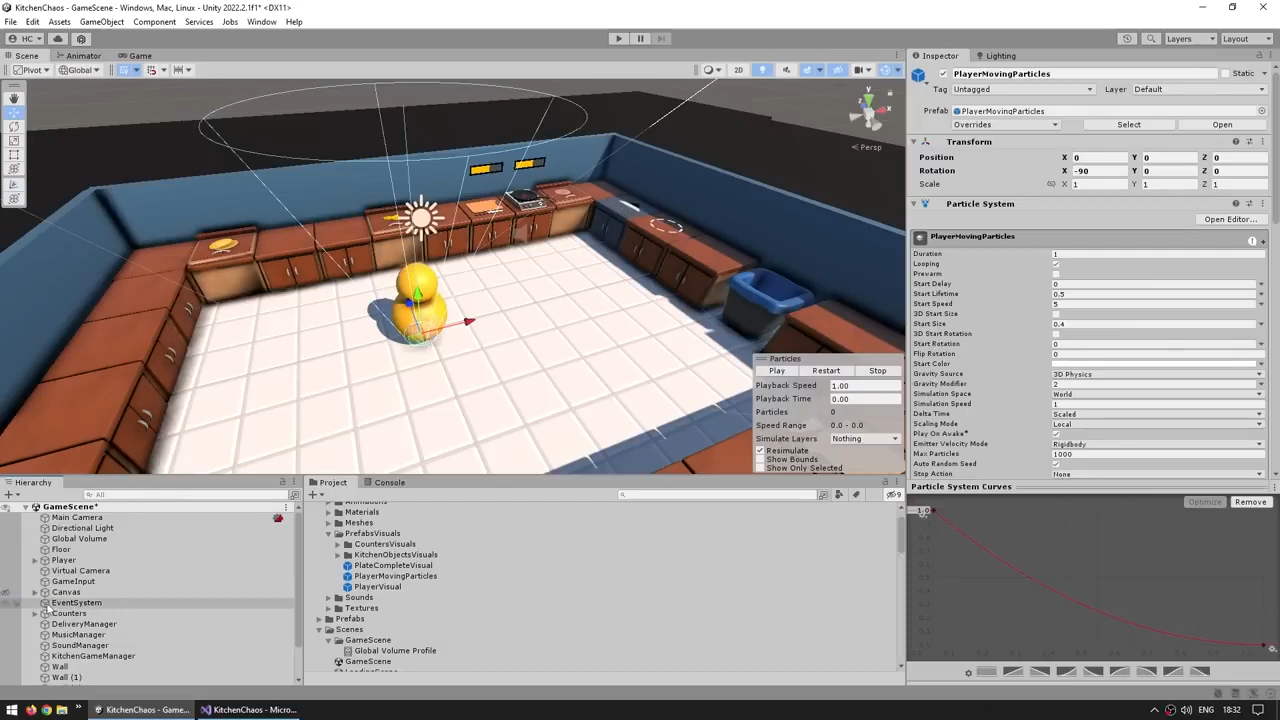 KitchenChaos - GameScene - Windows, Mac, Linux - Unity 2022.2.1f1* <DX11>
File Edit Assets GameObject Component Services Jobs Window Help
HC Layers Layout
Scene Animator Game
Pivot Global 2D
y
x
Persp
Particles
Play Restart Stop
Playback Speed 1.00
Playback Time 0.00
Particles 0
Speed Range 0.0 - 0.0
Simulate Layers Nothing
Resimulate
Show Bounds
Show Only Selected
Inspector Lighting
PlayerMovingParticles Static
Tag Untagged Layer Default
Prefab PlayerMovingParticles
Overrides Select Open
Transform
Position X 0 Y 0 Z 0
Rotation X -90 Y 0 Z 0
Scale X 1 Y 1 Z 1
Particle System
Open Editor...
PlayerMovingParticles
Duration 1
Looping
Prewarm
Start Delay 0
Start Lifetime 0.5
Start Speed 5
3D Start Size
Start Size 0.4
3D Start Rotation
Start Rotation 0
Flip Rotation 0
Start Color
Gravity Source 3D Physics
Gravity Modifier 2
Simulation Space World
Simulation Speed 1
Delta Time Scaled
Scaling Mode Local
Play On Awake*
Emitter Velocity Mode Rigidbody
Max Particles 1000
Auto Random Seed
Stop Action None
Particle System Curves
Optimize Remove
1.0
Hierarchy
All
GameScene*
Main Camera
Directional Light
Global Volume
Floor
Player
Virtual Camera
GameInput
Canvas
EventSystem
Counters
DeliveryManager
MusicManager
SoundManager
KitchenGameManager
Wall
Wall (1)
Project Console
9
Animations
Materials
Meshes
PrefabsVisuals
CountersVisuals
KitchenObjectsVisuals
PlateCompleteVisual
PlayerMovingParticles
PlayerVisual
Sounds
Textures
Prefabs
Scenes
GameScene
Global Volume Profile
GameScene
KitchenChaos - Game... KitchenChaos - Micro...
ENG 18:32